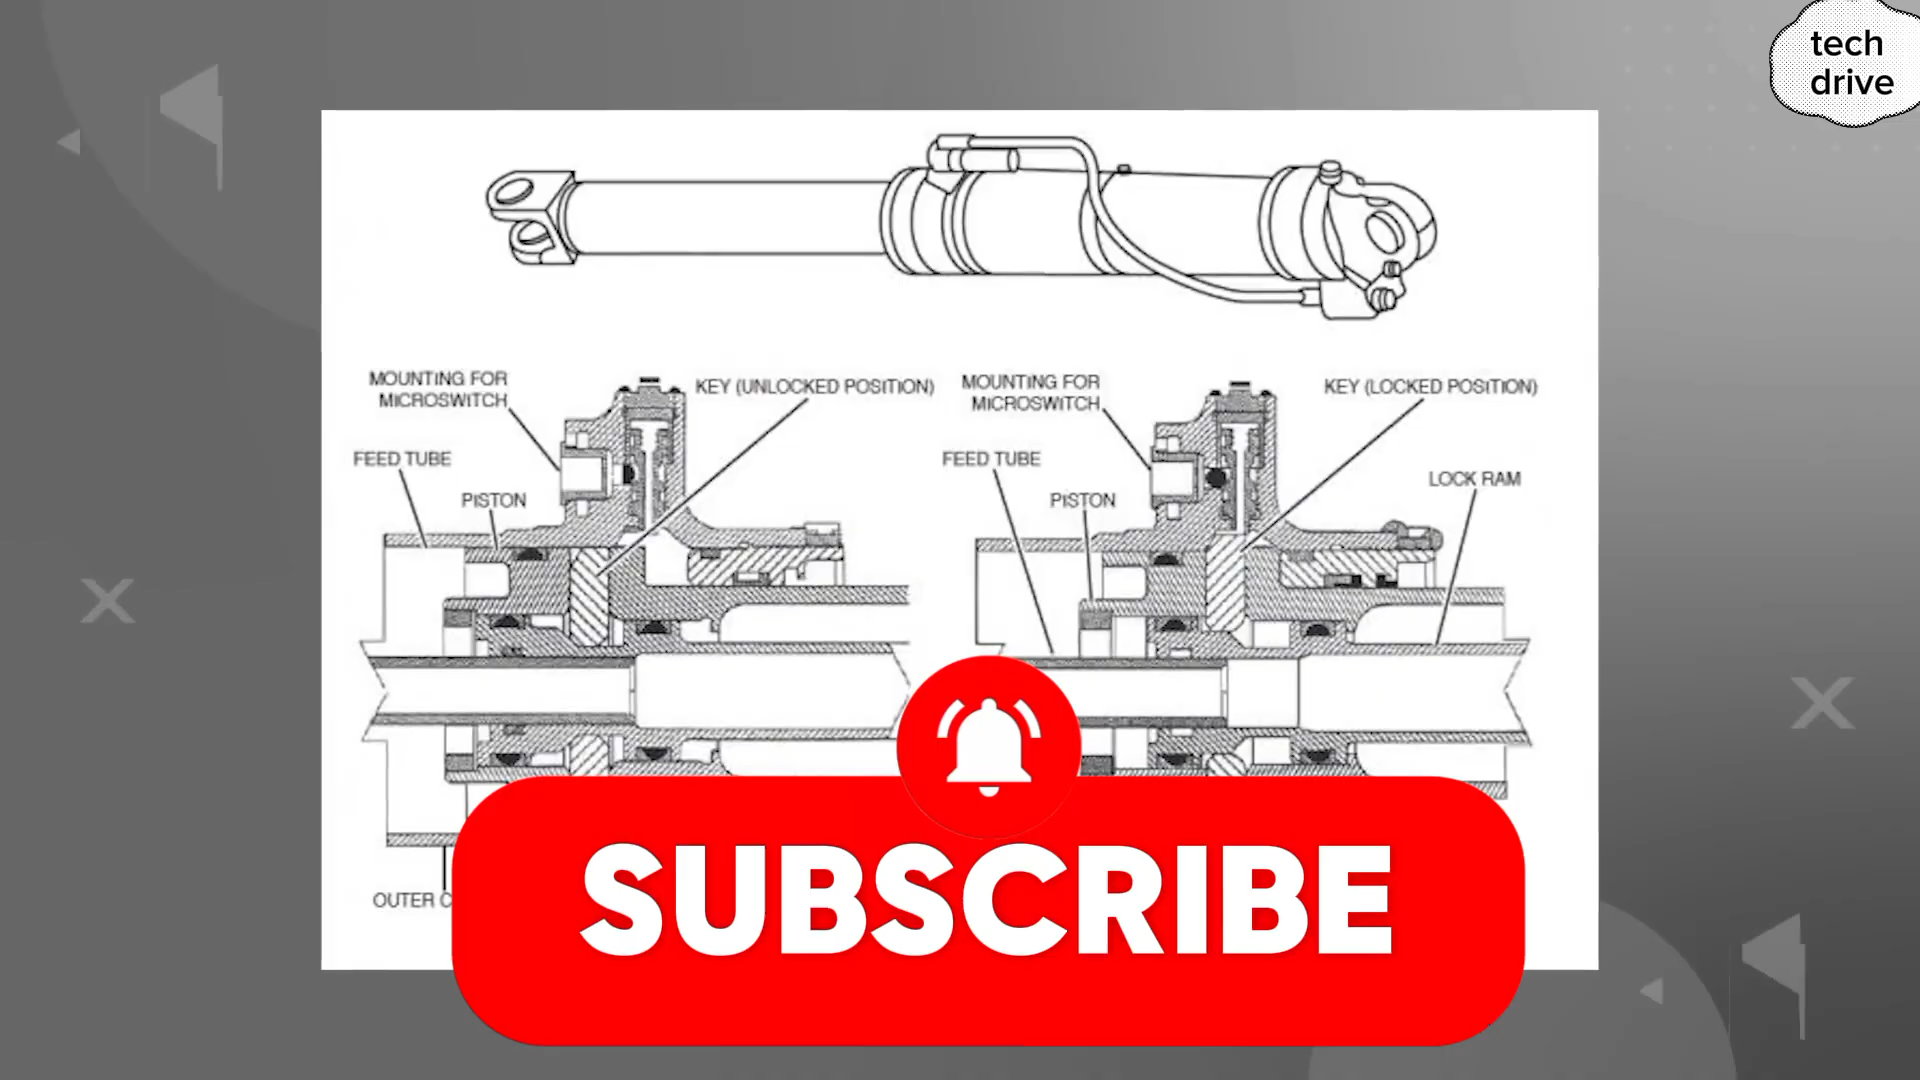 tech
drive
MOUNTING FOR
MICROSWITCH
KEY (UNLOCKED POSITION)
MOUNTING FOR
MICROSWITCH
KEY (LOCKED POSITION)
FEED TUBE
PISTON
FEED TUBE
PISTON
LOCK RAM
OUTER C
SUBSCRIBE